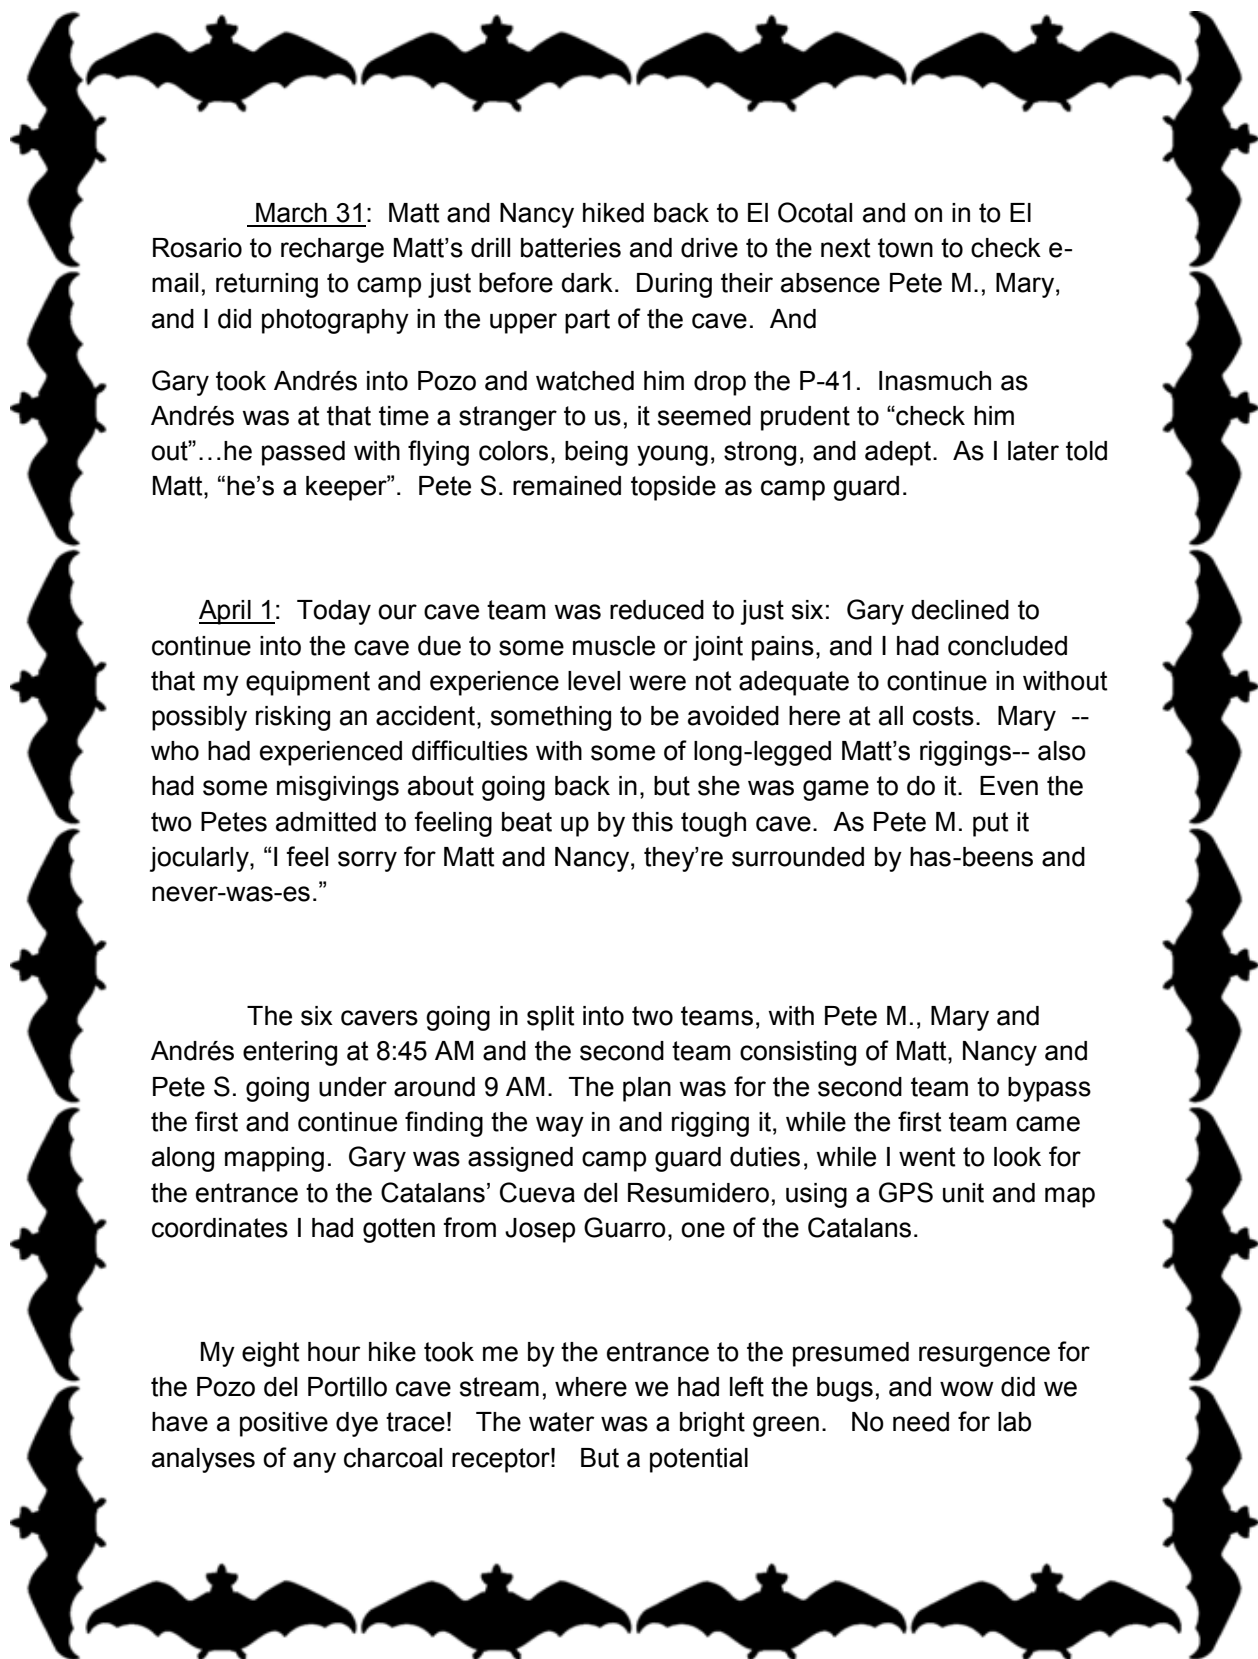 March 31:  Matt and Nancy hiked back to El Ocotal and on in to El
Rosario to recharge Matt’s drill batteries and drive to the next town to check e-
mail, returning to camp just before dark.  During their absence Pete M., Mary,
and I did photography in the upper part of the cave.  And
Gary took Andrés into Pozo and watched him drop the P-41.  Inasmuch as
Andrés was at that time a stranger to us, it seemed prudent to “check him
out”…he passed with flying colors, being young, strong, and adept.  As I later told
Matt, “he’s a keeper”.  Pete S. remained topside as camp guard.
April 1:  Today our cave team was reduced to just six:  Gary declined to
continue into the cave due to some muscle or joint pains, and I had concluded
that my equipment and experience level were not adequate to continue in without
possibly risking an accident, something to be avoided here at all costs.  Mary  --
who had experienced difficulties with some of long-legged Matt’s riggings-- also
had some misgivings about going back in, but she was game to do it.  Even the
two Petes admitted to feeling beat up by this tough cave.  As Pete M. put it
jocularly, “I feel sorry for Matt and Nancy, they’re surrounded by has-beens and
never-was-es.”
The six cavers going in split into two teams, with Pete M., Mary and
Andrés entering at 8:45 AM and the second team consisting of Matt, Nancy and
Pete S. going under around 9 AM.  The plan was for the second team to bypass
the first and continue finding the way in and rigging it, while the first team came
along mapping.  Gary was assigned camp guard duties, while I went to look for
the entrance to the Catalans’ Cueva del Resumidero, using a GPS unit and map
coordinates I had gotten from Josep Guarro, one of the Catalans.
My eight hour hike took me by the entrance to the presumed resurgence for
the Pozo del Portillo cave stream, where we had left the bugs, and wow did we
have a positive dye trace!   The water was a bright green.   No need for lab
analyses of any charcoal receptor!   But a potential